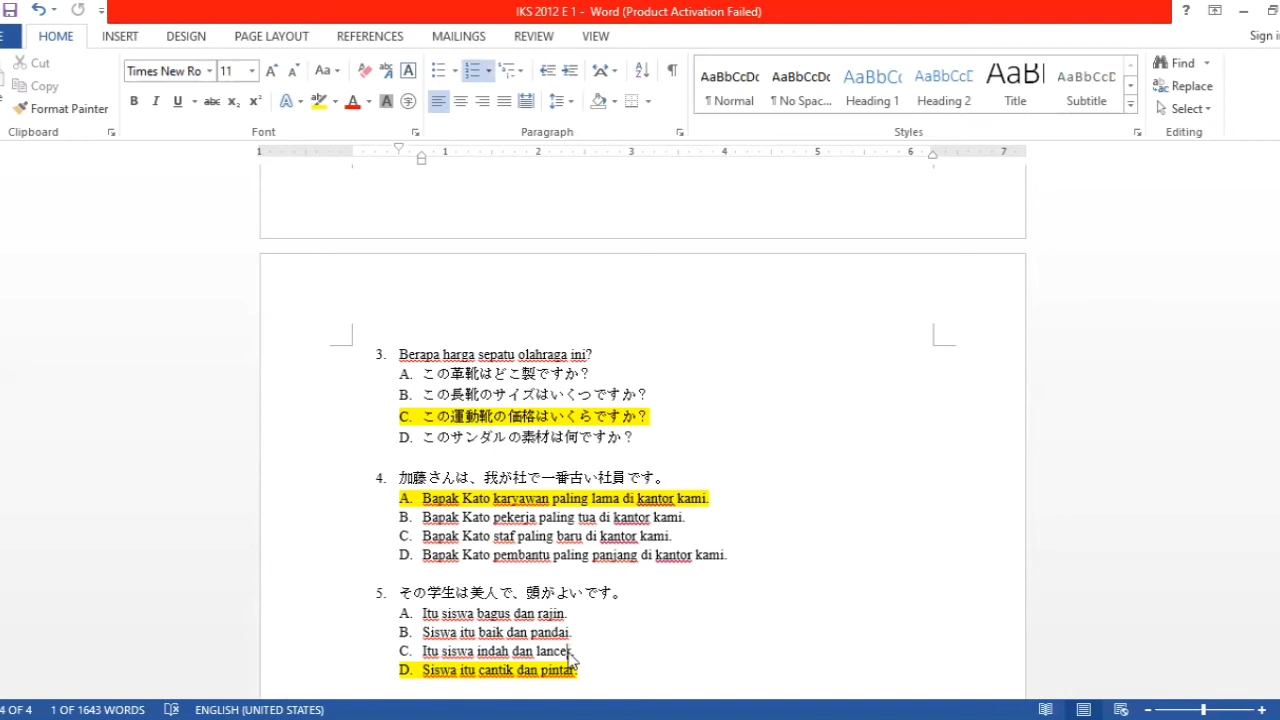 IKS 2012 E 1 - Word (Product Activation Failed)
HOME INSERT DESIGN PAGE LAYOUT REFERENCES MAILINGS REVIEW VIEW
Sign in
Cut
Copy
Format Painter
Clipboard
Times New Ro 11
Font
Paragraph
AaBbCcDc AaBbCcDc AaBbCc AaBbCcD AaBl AaBbCcD
¶ Normal ¶ No Spac... Heading 1 Heading 2 Title Subtitle
Styles
Find
Replace
Select
Editing
1 1 2 3 4 5 6 7
3. Berapa harga sepatu olahraga ini?
A. この革靴はどこ製ですか？
B. この長靴のサイズはいくつですか？
C. この運動靴の価格はいくらですか？
D. このサンダルの素材は何ですか？
4. 加藤さんは、我が社で一番古い社員です。
A. Bapak Kato karyawan paling lama di kantor kami.
B. Bapak Kato pekerja paling tua di kantor kami.
C. Bapak Kato staf paling baru di kantor kami.
D. Bapak Kato pembantu paling panjang di kantor kami.
5. その学生は美人で、頭がよいです。
A. Itu siswa bagus dan rajin.
B. Siswa itu baik dan pandai.
C. Itu siswa indah dan lancer.
D. Siswa itu cantik dan pintar.
4 OF 4 1 OF 1643 WORDS ENGLISH (UNITED STATES)